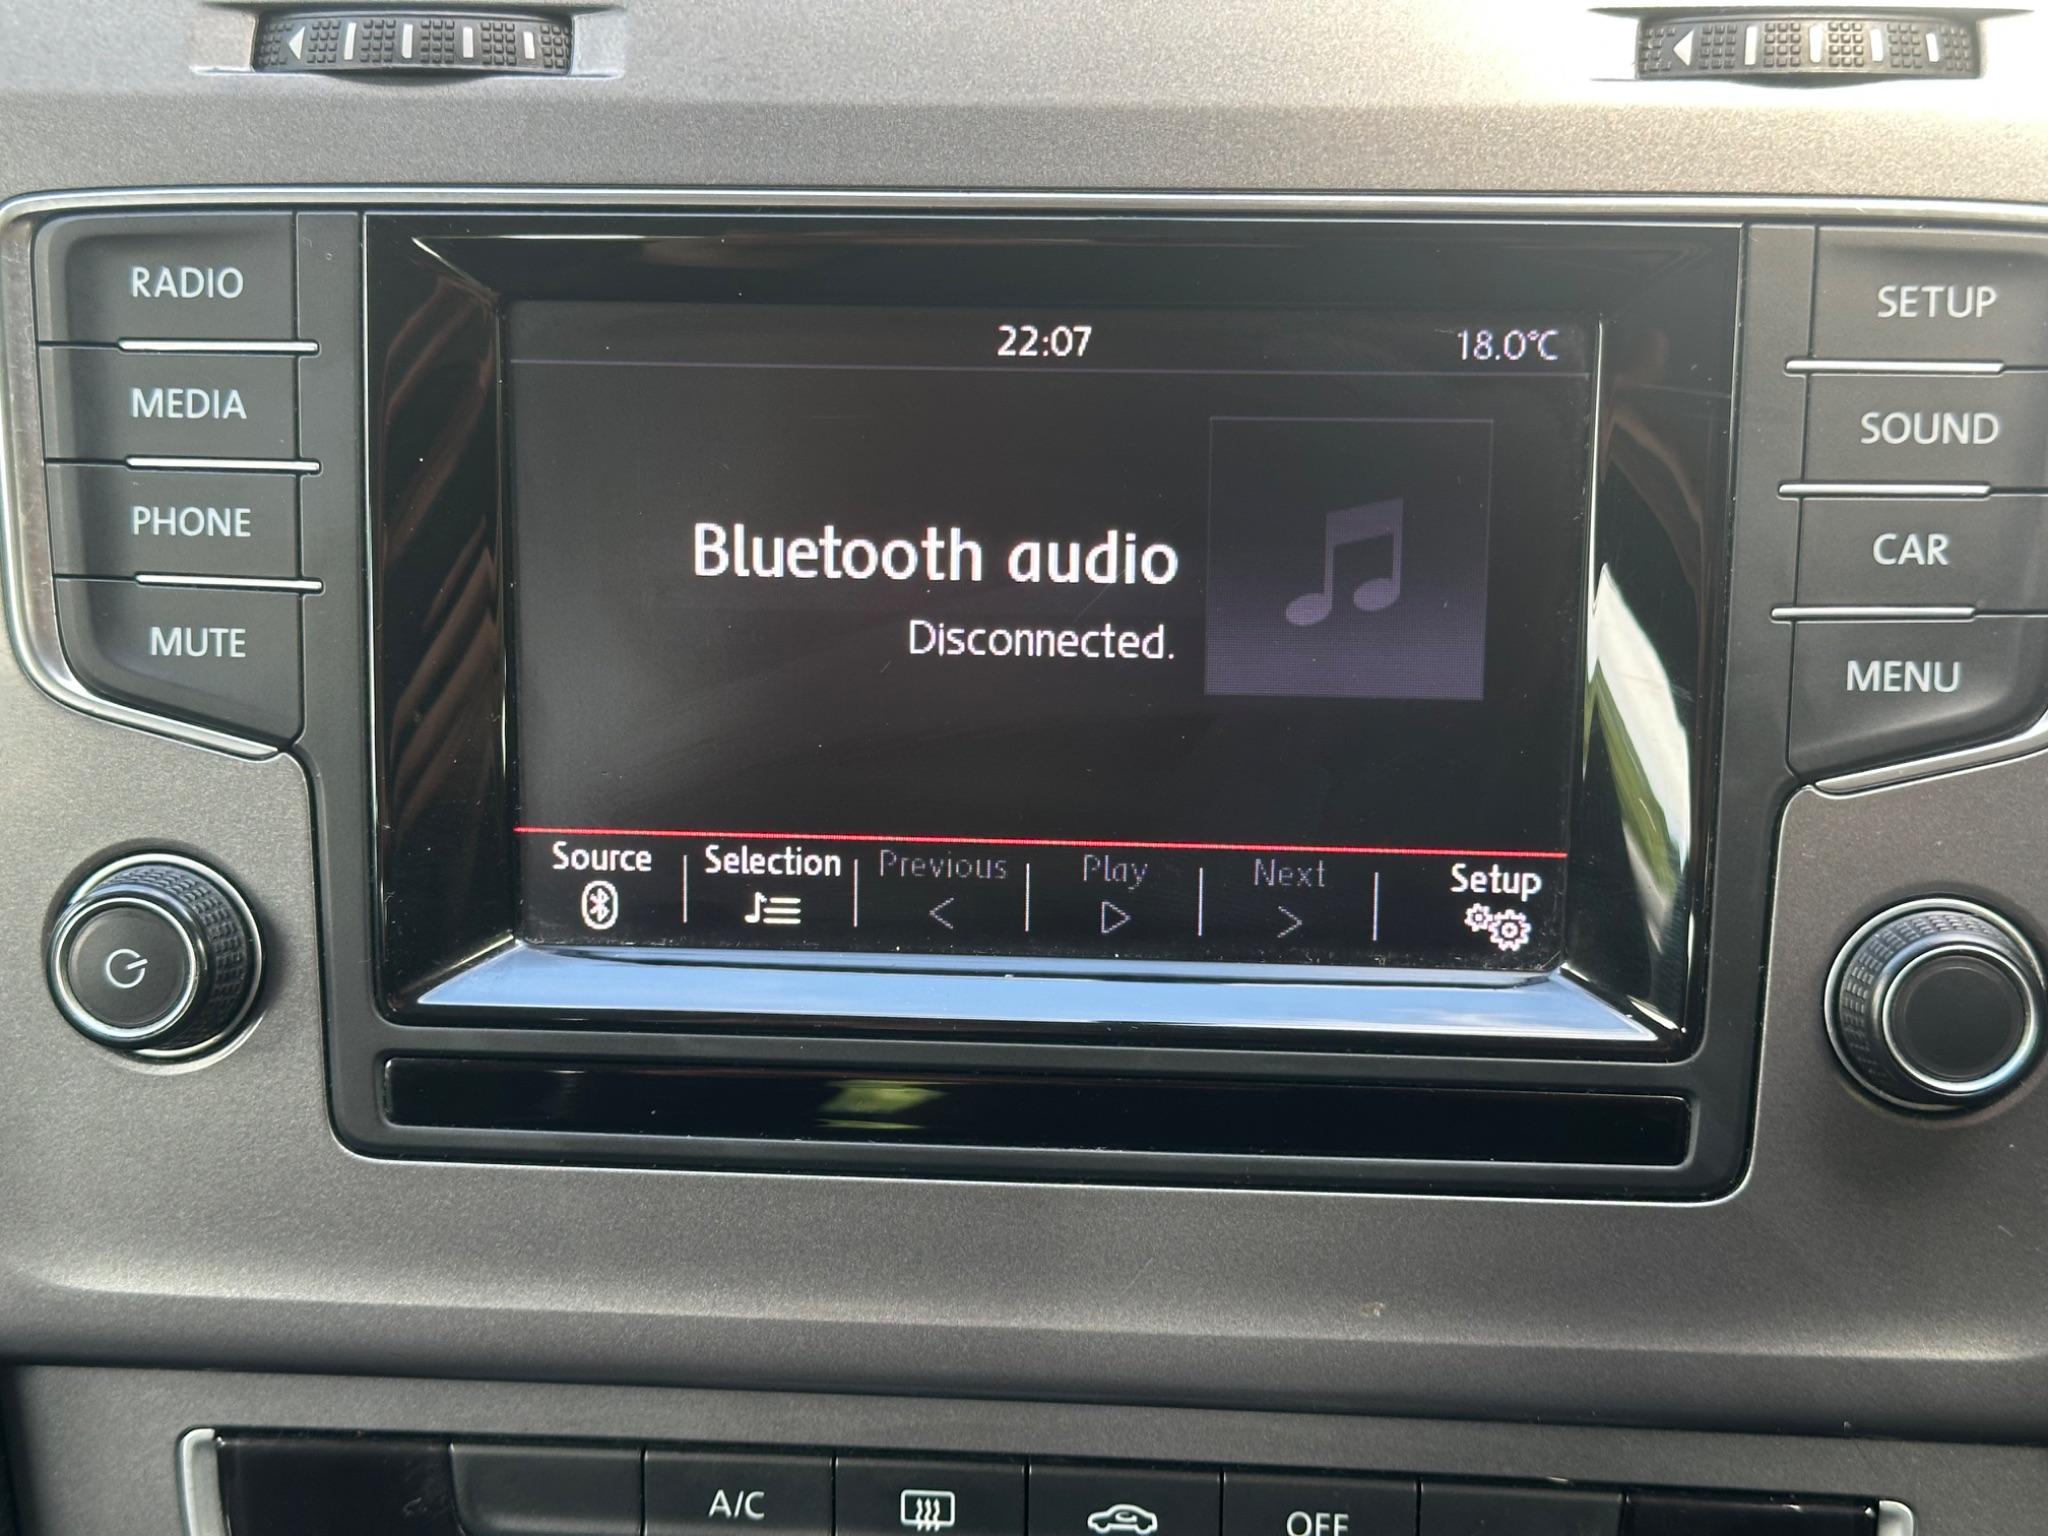 RADIO
MEDIA
PHONE
MUTE
22:07
18.0°C
Bluetooth audio
Disconnected.
Source
Selection
Previous
Play
Next
Setup
SETUP
SOUND
CAR
MENU
A/C
OFF